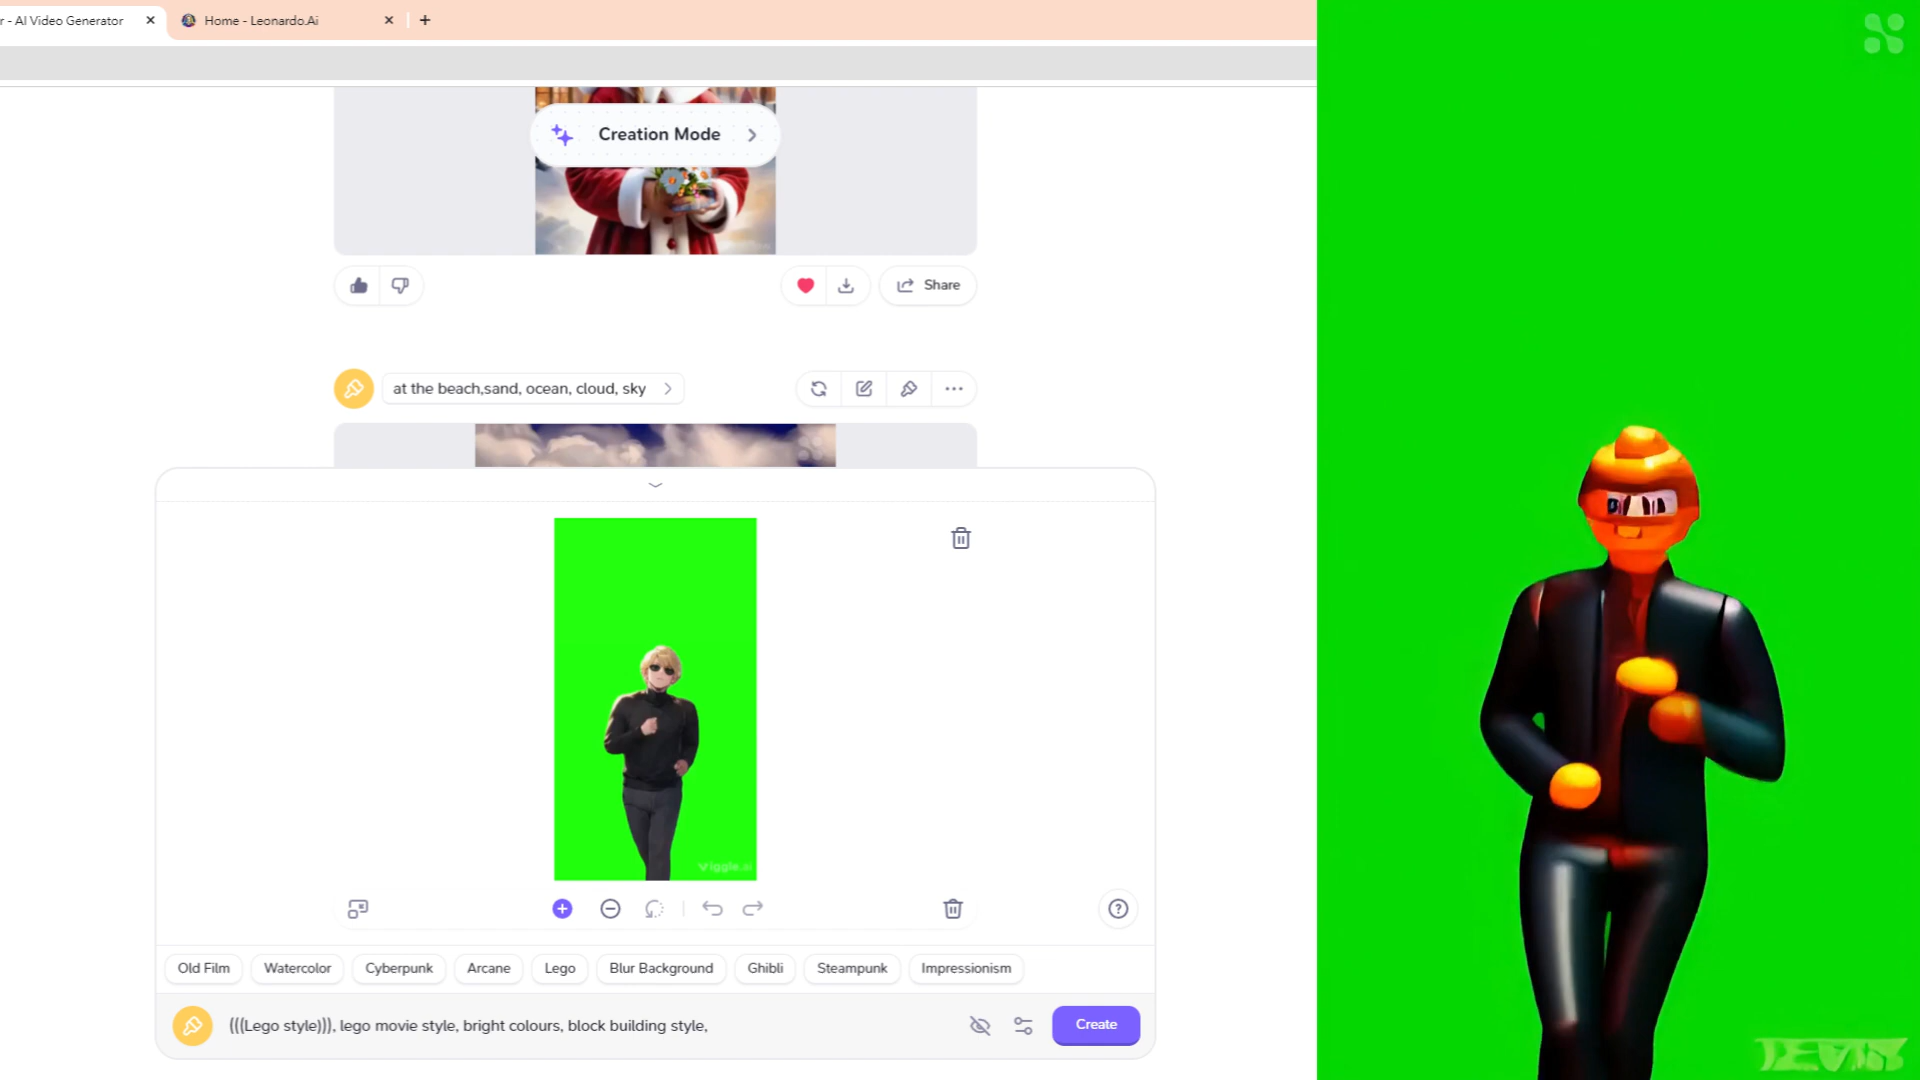 r - AI Video Generator
Home - Leonardo.Ai
Creation Mode
Share
at the beach,sand, ocean, cloud, sky
Old Film
Watercolor
Cyberpunk
Arcane
Lego
Blur Background
Ghibli
Steampunk
Impressionism
(((Lego style))), lego movie style, bright colours, block building style,
Create